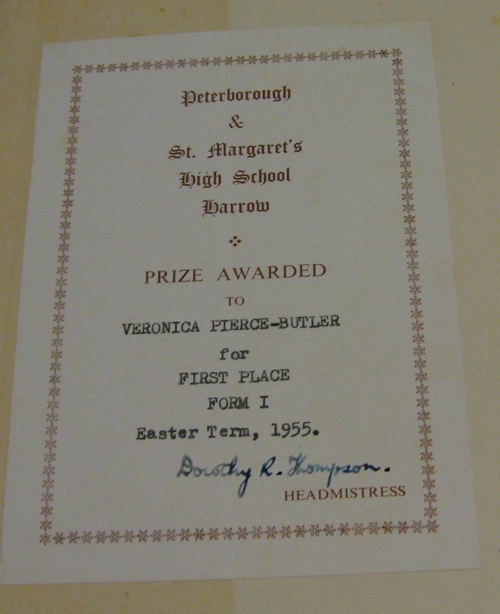 Peterborough
&
St. Margaret's
High School
Harrow
PRIZE AWARDED
TO
VERONICA PIERCE-BUTLER
for
FIRST PLACE
FORM I
Easter Term, 1955.
Dorothy R. Thompson.
HEADMISTRESS